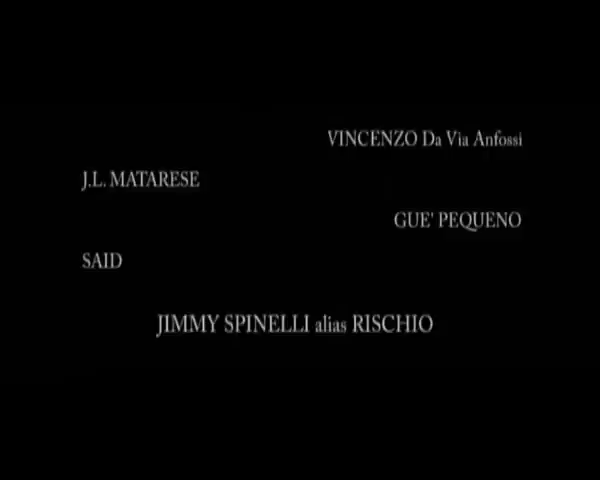 VINCENZO Da Via Anfossi
J.L. MATARESE
GUE' PEQUENO
SAID
JIMMY SPINELLI alias RISCHIO